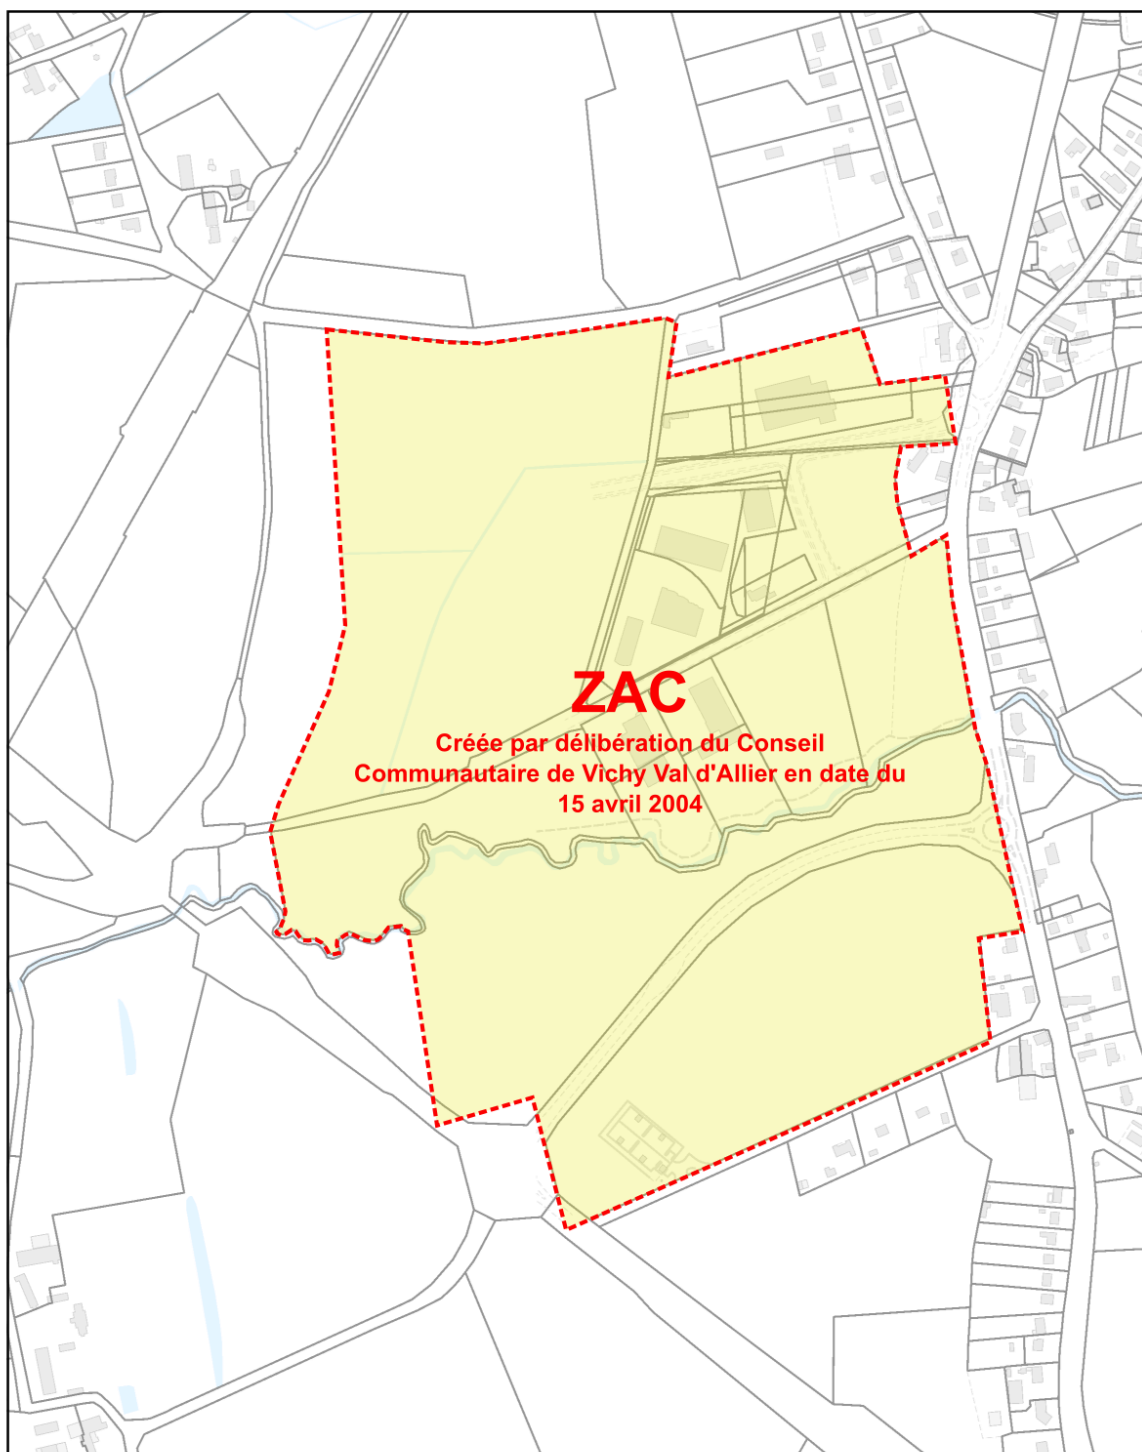 ZAC
Créée par délibération du Conseil
Communautaire de Vichy Val d'Allier en date du
15 avril 2004